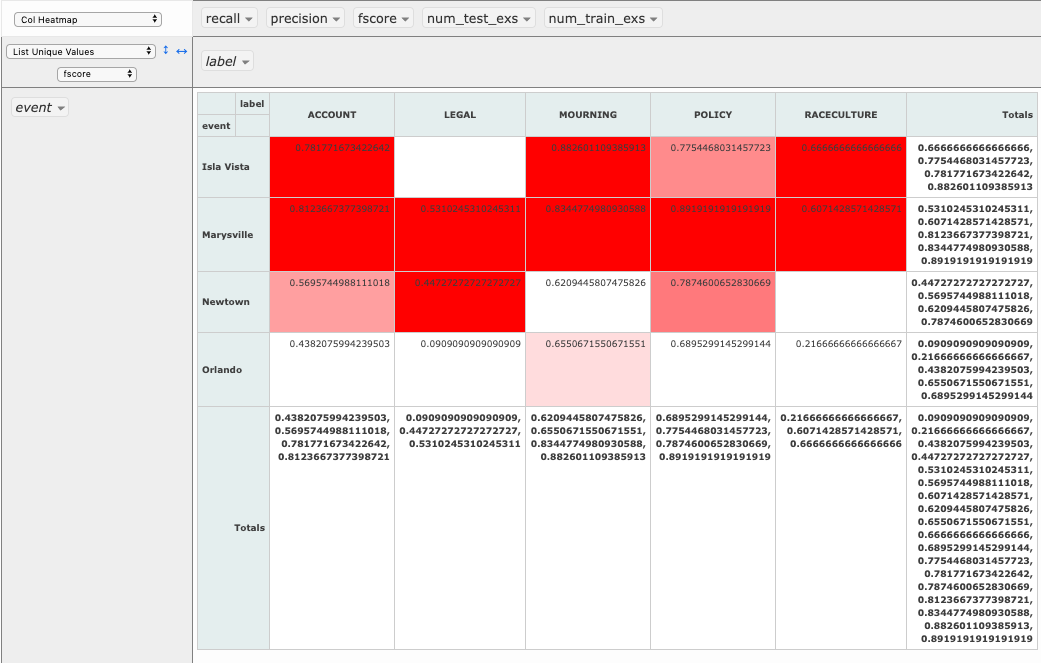 Col Heatmap recall precision fscore num_test_exs num_train_exs
List Unique Values label
fscore
event
label ACCOUNT LEGAL MOURNING POLICY RACECULTURE Totals
event
Isla Vista 0.781771673422642 0.882601109385913 0.7754468031457723 0.6666666666666666 0.6666666666666666,
0.7754468031457723,
0.781771673422642,
0.882601109385913
Marysville 0.8123667377398721 0.5310245310245311 0.8344774980930588 0.8919191919191919 0.6071428571428571 0.5310245310245311,
0.6071428571428571,
0.8123667377398721,
0.8344774980930588,
0.8919191919191919
Newtown 0.5695744988111018 0.44727272727272727 0.6209445807475826 0.7874600652830669 0.44727272727272727,
0.5695744988111018,
0.6209445807475826,
0.7874600652830669
Orlando 0.4382075994239503 0.0909090909090909 0.6550671550671551 0.6895299145299144 0.21666666666666667 0.0909090909090909,
0.21666666666666667,
0.4382075994239503,
0.6550671550671551,
0.6895299145299144
Totals 0.4382075994239503, 0.0909090909090909, 0.6209445807475826, 0.6895299145299144, 0.21666666666666667, 0.0909090909090909,
0.5695744988111018, 0.44727272727272727, 0.6550671550671551, 0.7754468031457723, 0.6071428571428571, 0.21666666666666667,
0.781771673422642, 0.5310245310245311 0.8344774980930588, 0.7874600652830669, 0.6666666666666666 0.4382075994239503,
0.8123667377398721 0.882601109385913 0.8919191919191919 0.44727272727272727,
0.5310245310245311,
0.5695744988111018,
0.6071428571428571,
0.6209445807475826,
0.6550671550671551,
0.6666666666666666,
0.6895299145299144,
0.7754468031457723,
0.781771673422642,
0.7874600652830669,
0.8123667377398721,
0.8344774980930588,
0.882601109385913,
0.8919191919191919